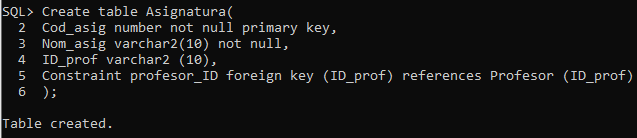 SQL> Create table Asignatura(
2 Cod_asig number not null primary key,
3 Nom_asig varchar2(10) not null,
4 ID_prof varchar2 (10),
5 Constraint profesor_ID foreign key (ID_prof) references Profesor (ID_prof)
6 );
Table created.